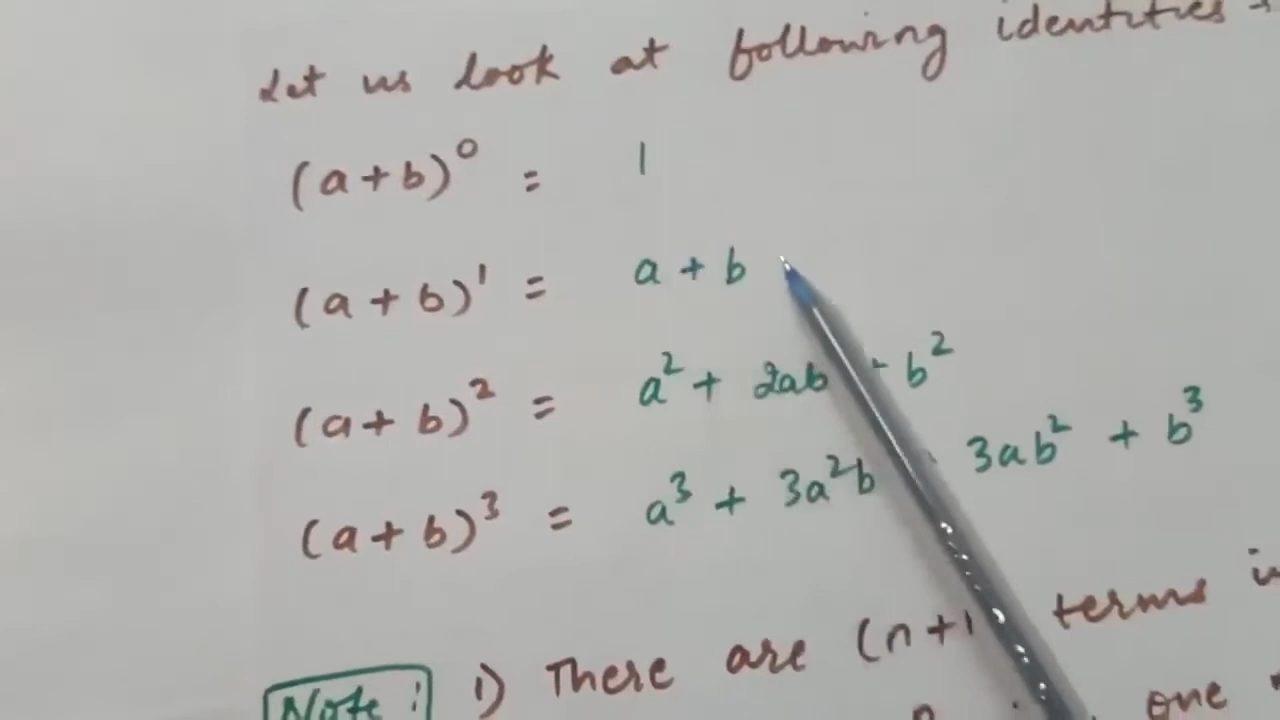 Let us look at following identities
(a+b)⁰ = 1
(a+b)¹ = a + b
(a+b)² = a² + 2ab + b²
(a+b)³ = a³ + 3a²b 3ab² + b³
Note: 1) There are (n+1 terms
one